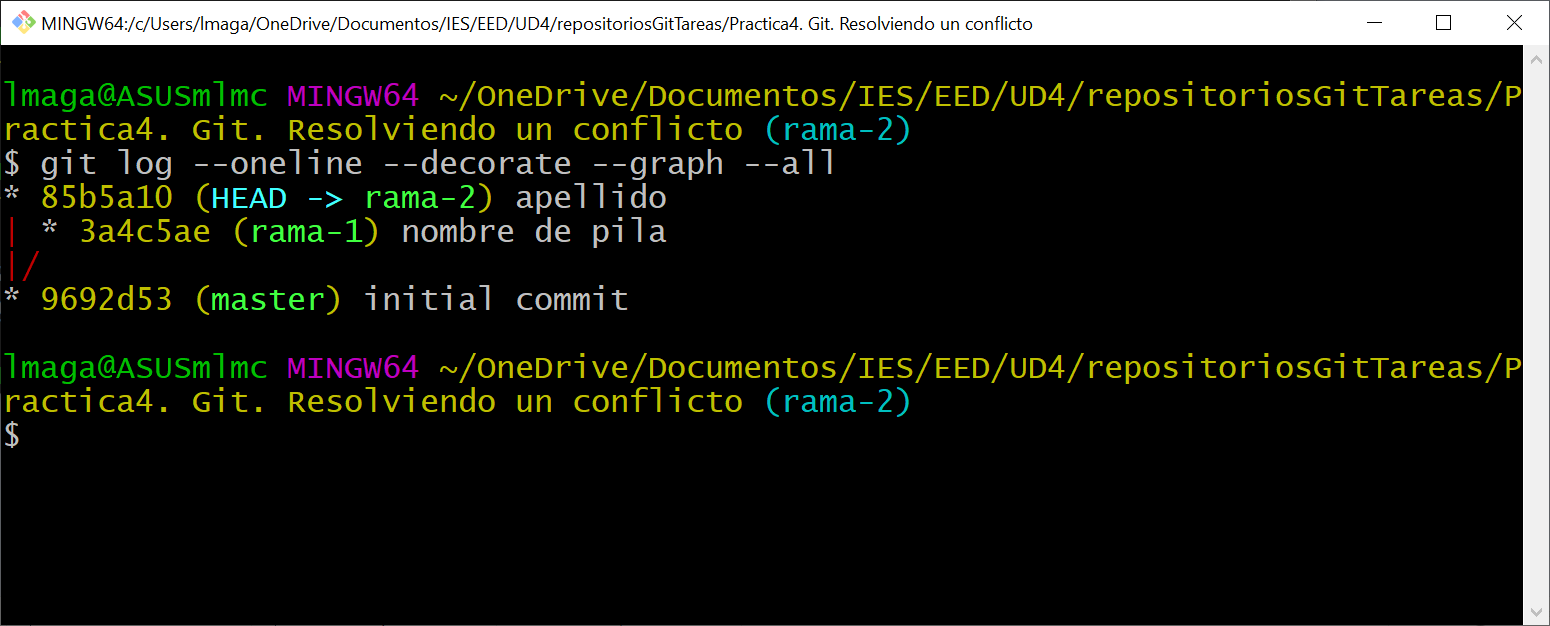 MINGW64:/c/Users/lmaga/OneDrive/Documentos/IES/EED/UD4/repositoriosGitTareas/Practica4. Git. Resolviendo un conflicto
lmaga@ASUSmlmc MINGW64 ~/OneDrive/Documentos/IES/EED/UD4/repositoriosGitTareas/P
ractica4. Git. Resolviendo un conflicto (rama-2)
$ git log --oneline --decorate --graph --all
* 85b5a10 (HEAD -> rama-2) apellido
| * 3a4c5ae (rama-1) nombre de pila
|/
* 9692d53 (master) initial commit
lmaga@ASUSmlmc MINGW64 ~/OneDrive/Documentos/IES/EED/UD4/repositoriosGitTareas/P
ractica4. Git. Resolviendo un conflicto (rama-2)
$